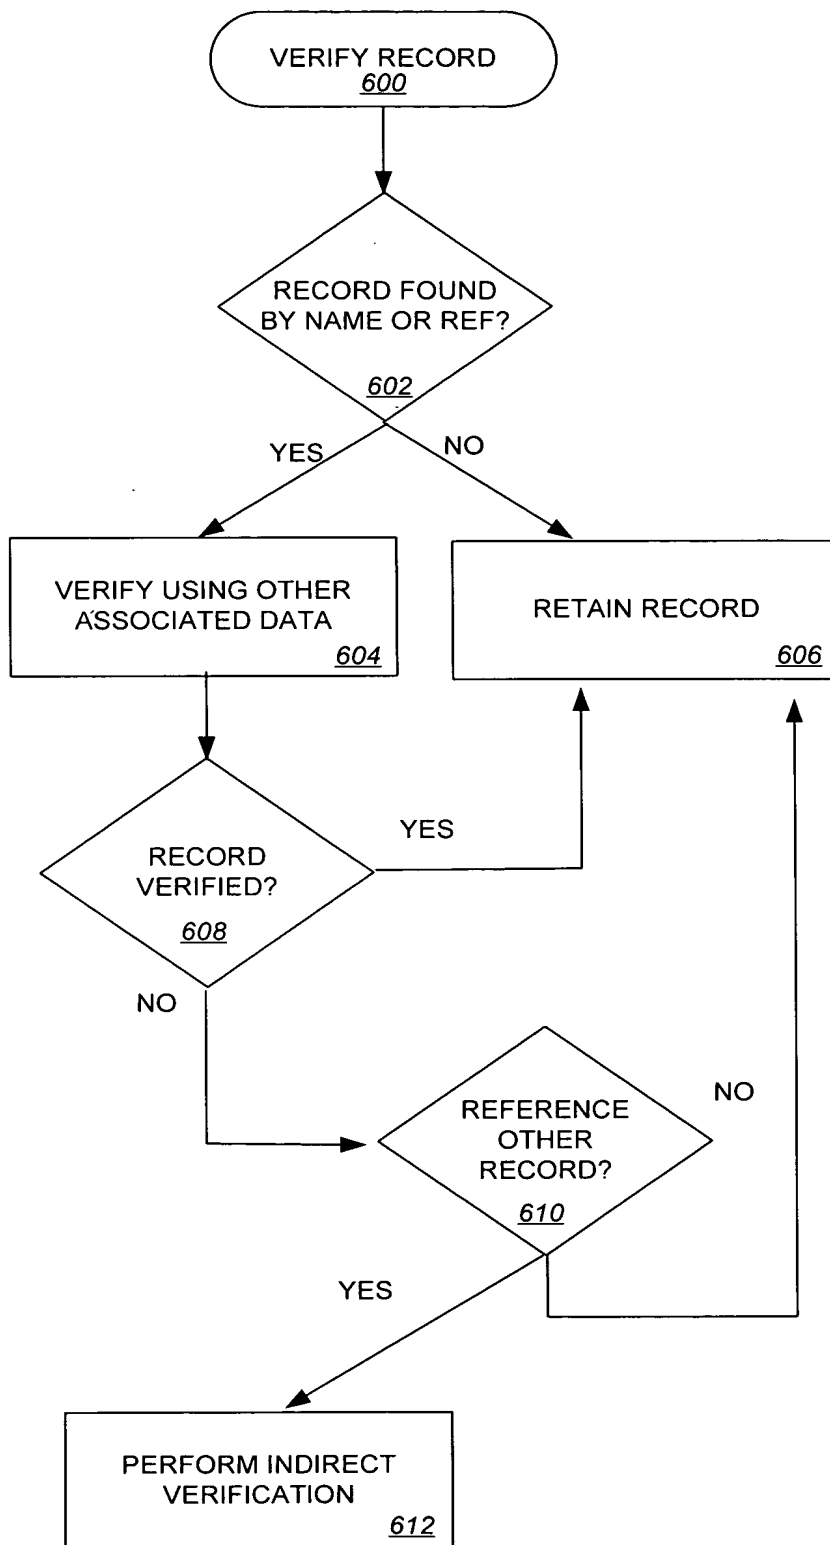 VERIFY RECORD
600
RECORD FOUND
BY NAME OR REF?
602
YES
NO
VERIFY USING OTHER
ASSOCIATED DATA
604
RETAIN RECORD
606
RECORD
VERIFIED?
608
YES
NO
REFERENCE
OTHER
RECORD?
610
NO
YES
PERFORM INDIRECT
VERIFICATION
612